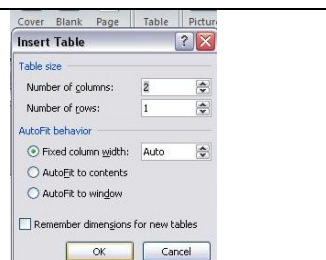 Cover Blank Page Table Pictur
Insert Table
Table size
Number of columns: 2
Number of rows: 1
AutoFit behavior
Fixed column width: Auto
AutoFit to contents
AutoFit to window
Remember dimensions for new tables
OK Cancel